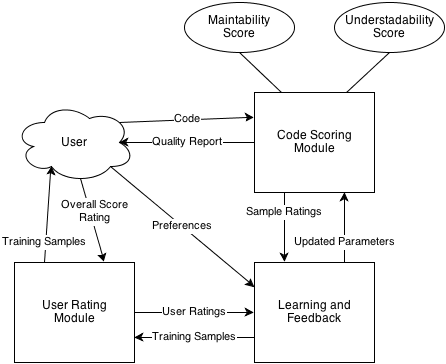 Maintability
Score
Understadability
Score
Code
User
Quality Report
Code Scoring
Module
Overall Score
Rating
Sample Ratings
Preferences
Training Samples
Updated Parameters
User Rating
Module
User Ratings
Training Samples
Learning and
Feedback